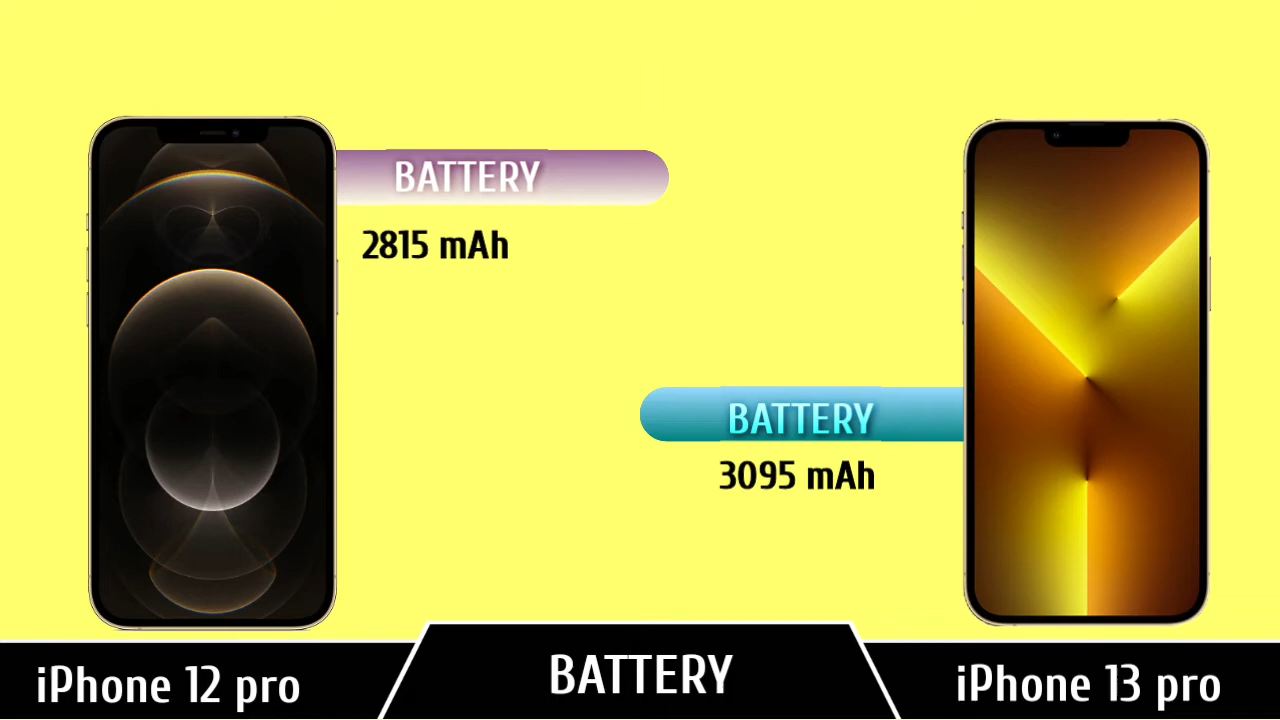 BATTERY
2815 mAh
BATTERY
3095 mAh
iPhone 12 pro
BATTERY
iPhone 13 pro